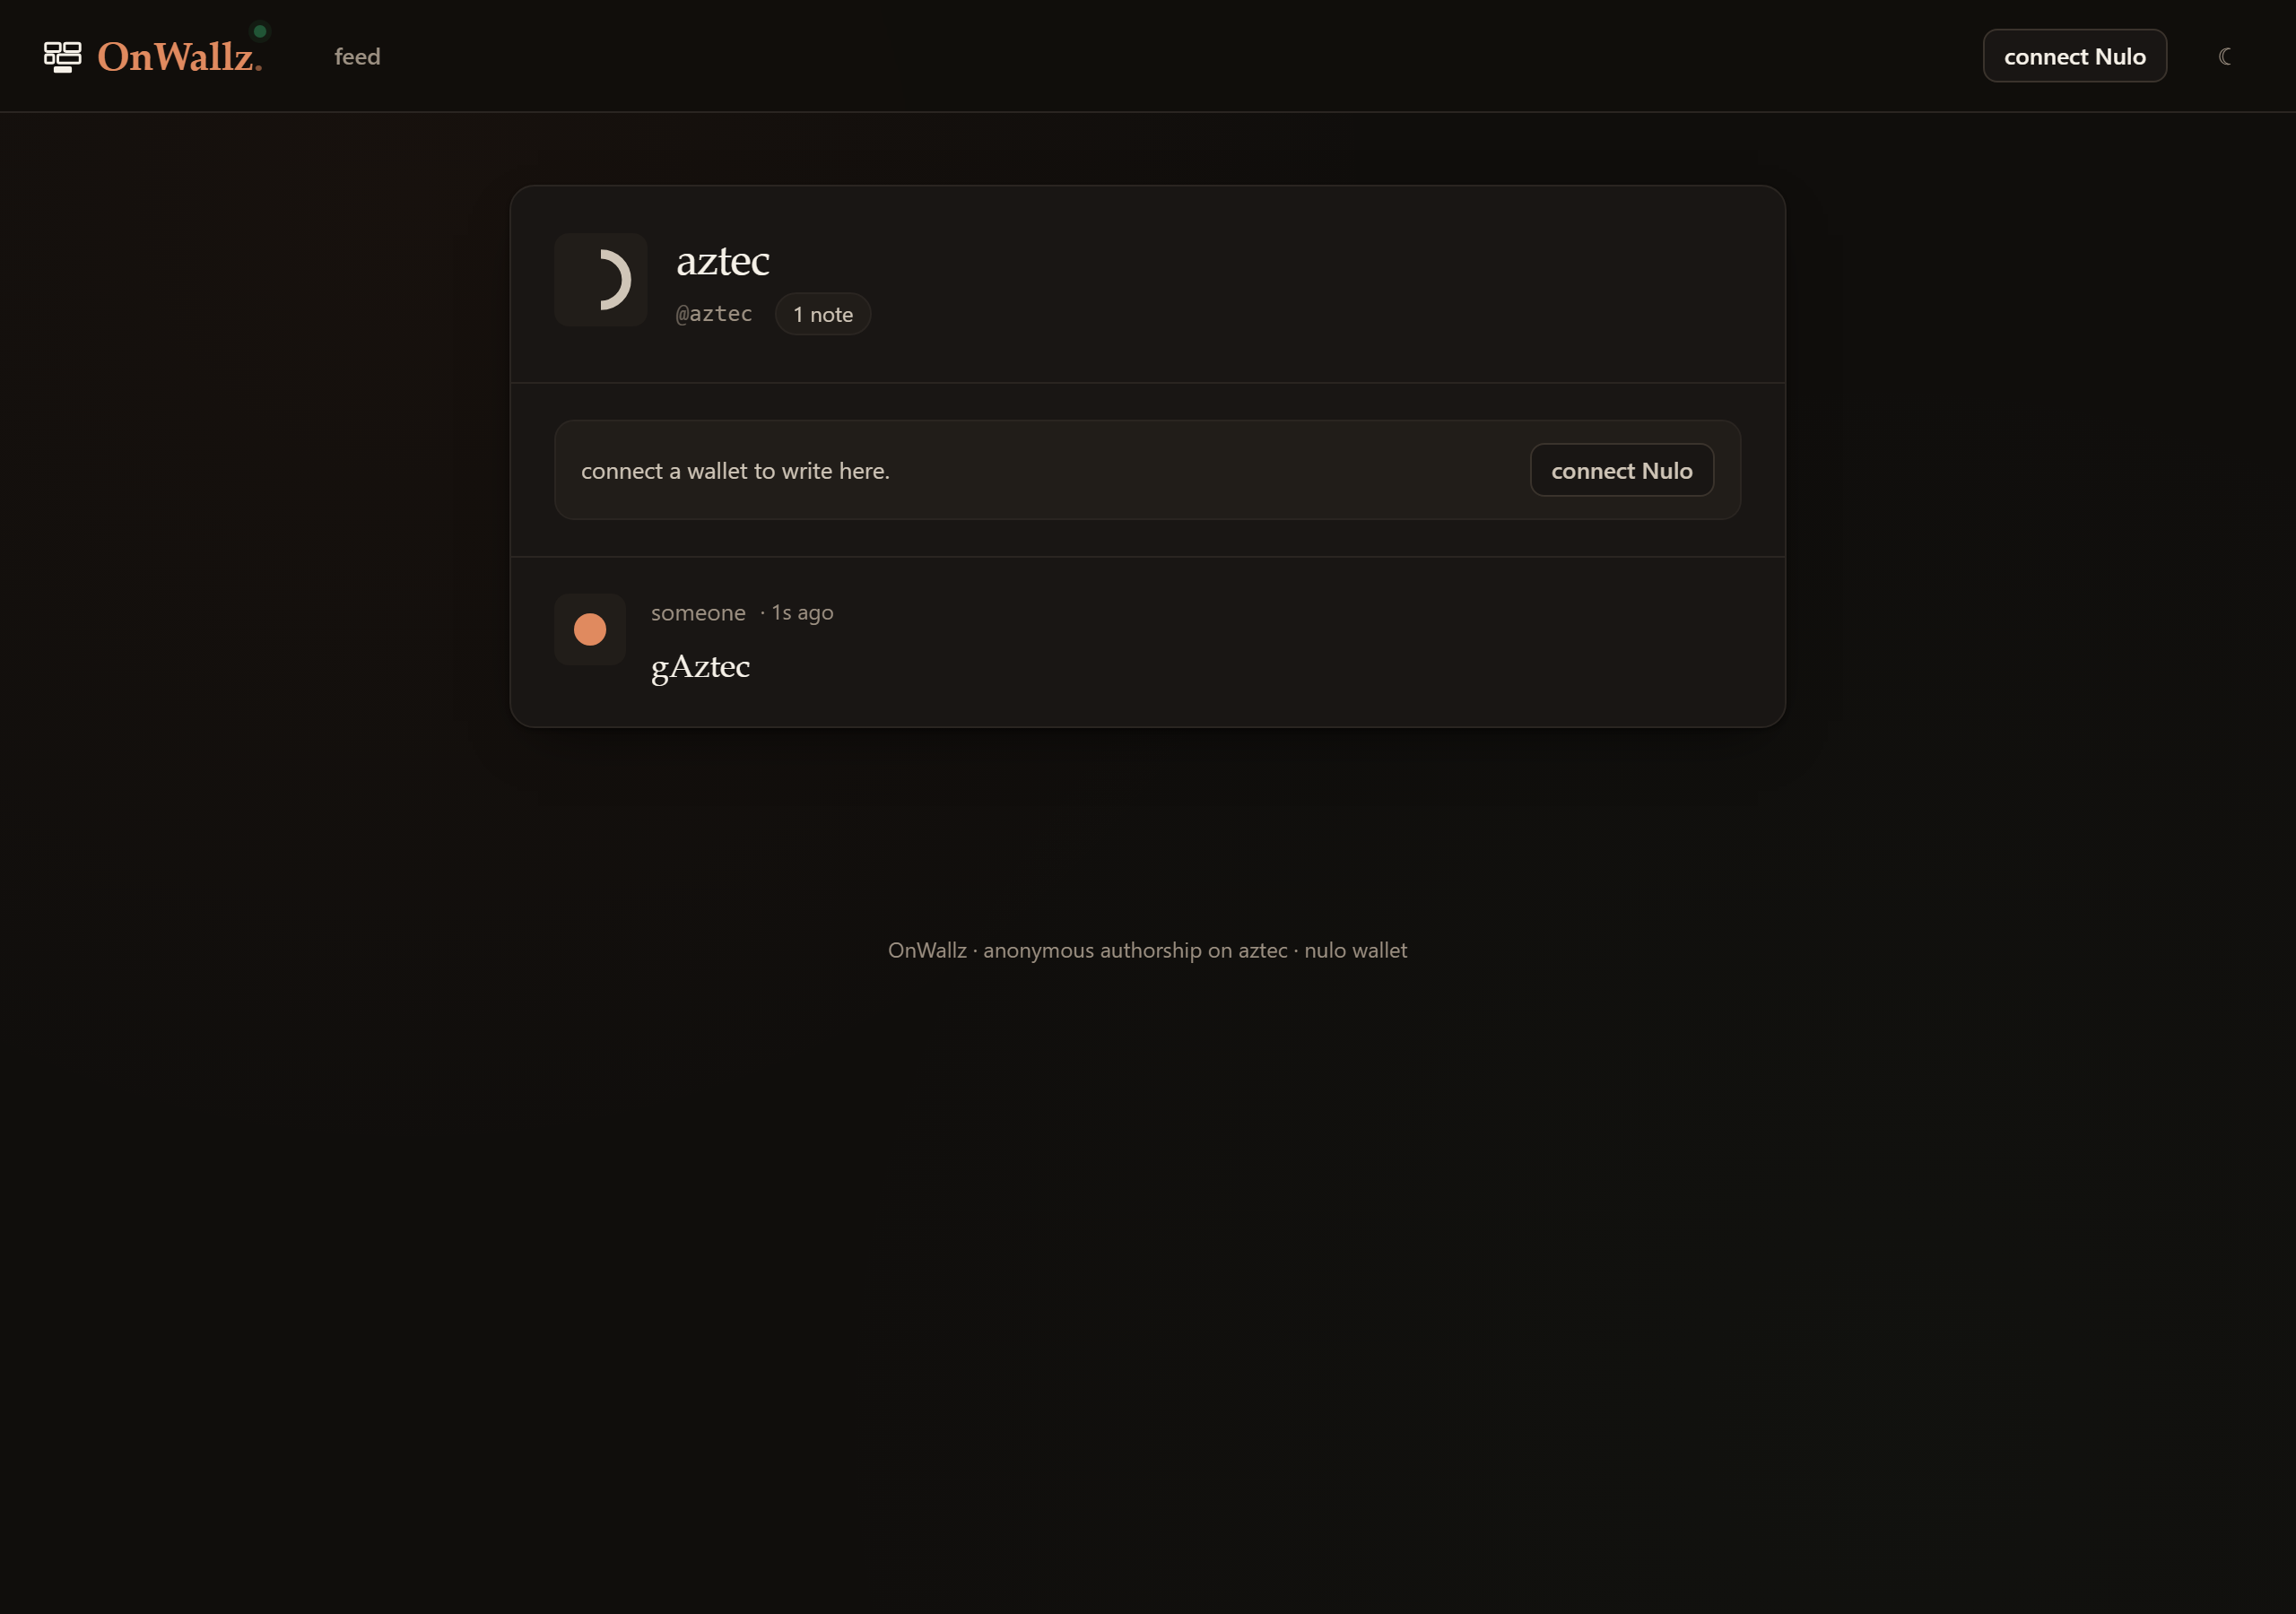 OnWallz.
feed
connect Nulo
aztec
@aztec
1 note
connect a wallet to write here.
connect Nulo
someone · 1s ago
gAztec
OnWallz · anonymous authorship on aztec · nulo wallet